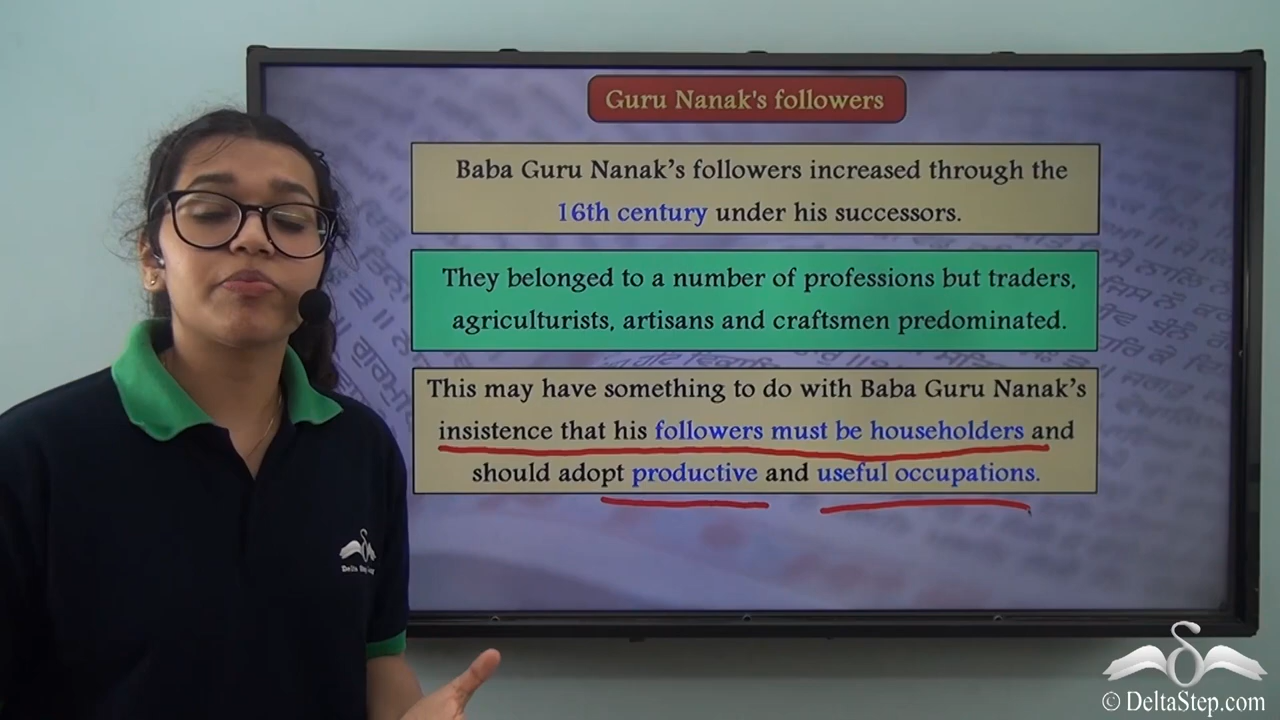 Guru Nanak's followers
Baba Guru Nanak's followers increased through the
16th century under his successors.
They belonged to a number of professions but traders,
agriculturists, artisans and craftsmen predominated.
This may have something to do with Baba Guru Nanak's
insistence that his followers must be householders and
should adopt productive and useful occupations.
© DeltaStep.com